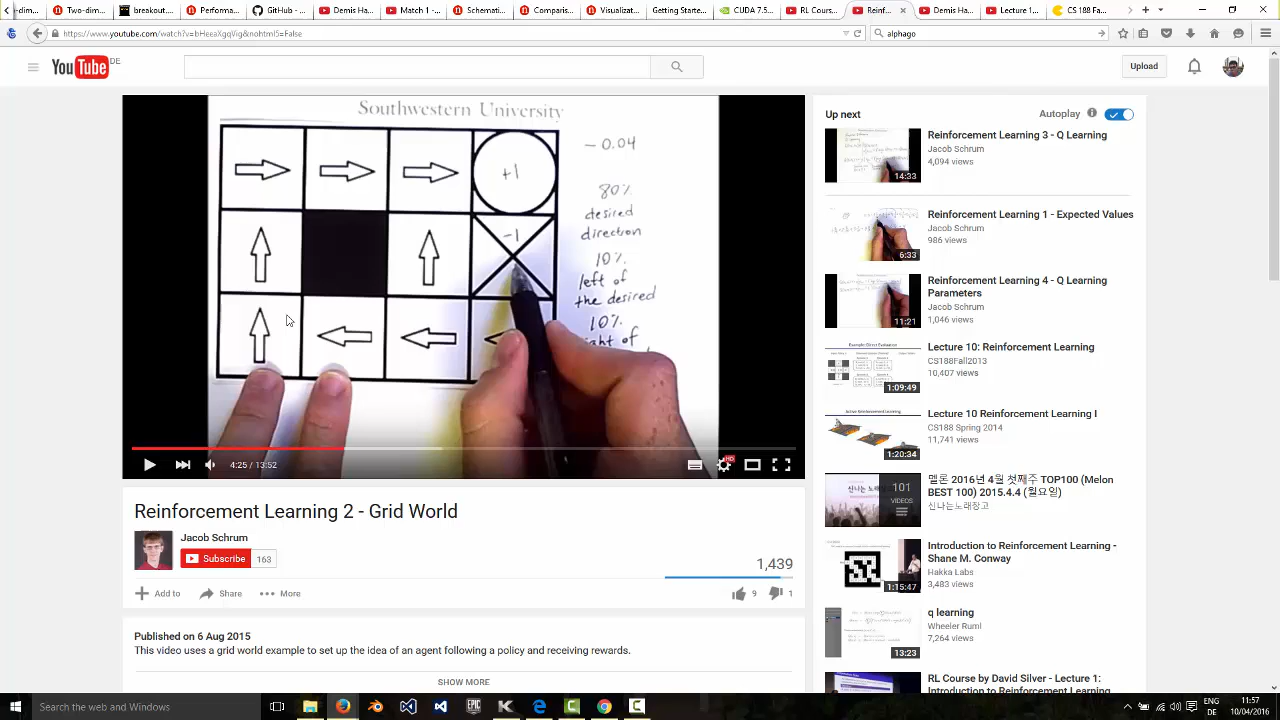 n-dim...
Two-dim...
breakout...
Performa...
GitHub - ...
Demis Ha...
Match 1 - ...
Schemati...
Comparis...
Visualizat...
Getting Starte...
CUDA 7.5...
RL Cours...
Reinf...
Demis Ha...
Lecture 1...
CS 188 Fr...
https://www.youtube.com/watch?v=bHeeaXgqVig&nohtml5=False
alphago
YouTube DE
Upload
Southwestern University
+1
-1
-0.04
80%
desired
direction
10%
left of
the desired
10%
4:25 / 13:52
HD
Reinforcement Learning 2 - Grid World
Jacob Schrum
Subscribe 163
1,439
Add to Share More
9 1
Published on 6 Aug 2015
This video uses a grid world example to set up the idea of an agent following a policy and receiving rewards.
SHOW MORE
Up next
Autoplay
Reinforcement Learning 3 - Q Learning
Jacob Schrum
4,094 views
14:33
Reinforcement Learning 1 - Expected Values
Jacob Schrum
986 views
6:33
Reinforcement Learning 4 - Q Learning
Parameters
Jacob Schrum
1,046 views
11:21
Lecture 10: Reinforcement Learning
CS188Fall2013
10,407 views
1:09:49
Lecture 10 Reinforcement Learning I
CS188 Spring 2014
11,741 views
1:20:34
멜론 2016년 4월 첫째주 TOP100 (Melon
BEST 100) 2015.4.4 (월요일)
신나는노래창고
101
VIDEOS
Introduction to Reinforcement Learning -
Shane M. Conway
Hakka Labs
3,483 views
1:15:47
q learning
Wheeler Ruml
7,264 views
13:23
RL Course by David Silver - Lecture 1:
Introduction to Reinforcement Learning
Search the web and Windows
ENG
DE
11:57
10/04/2016